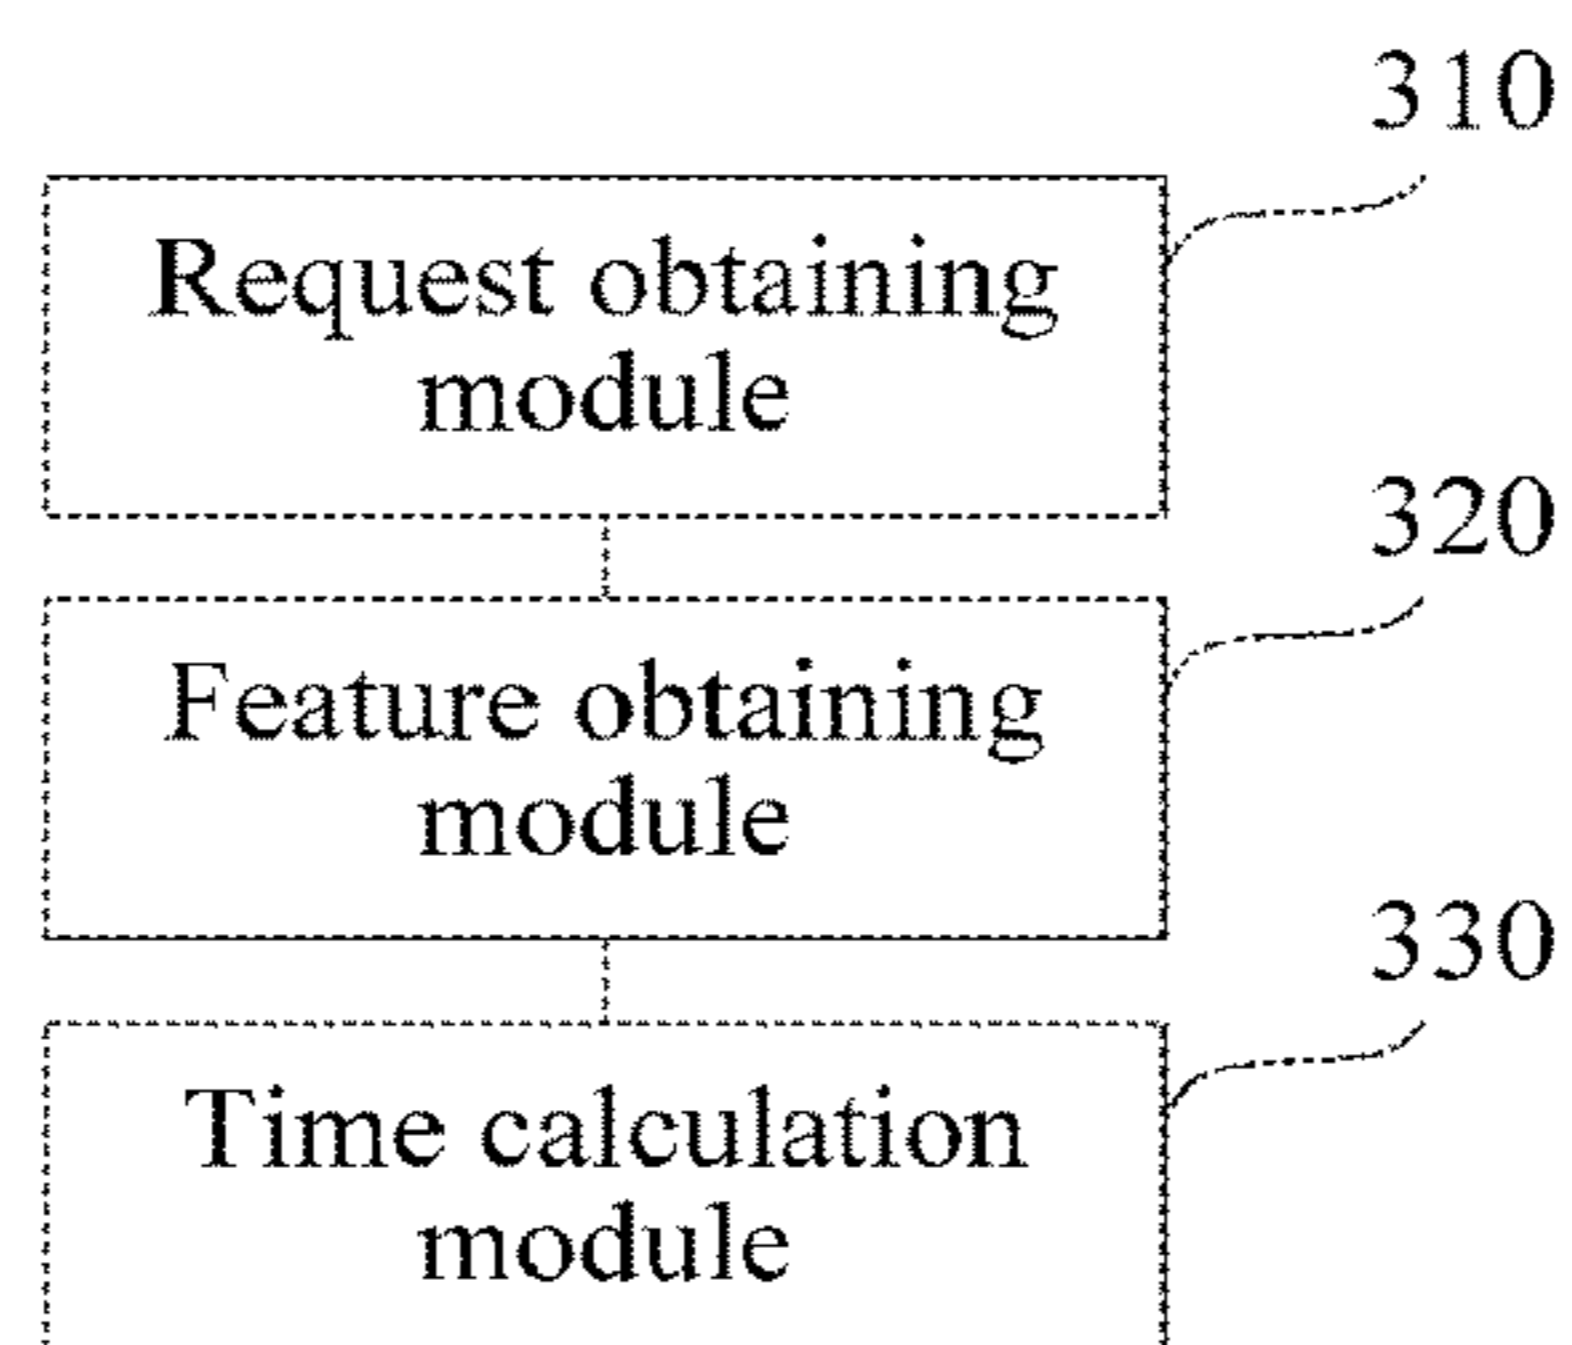 310
Request obtaining
module
320
Feature obtaining
module
330
Time calculation
module